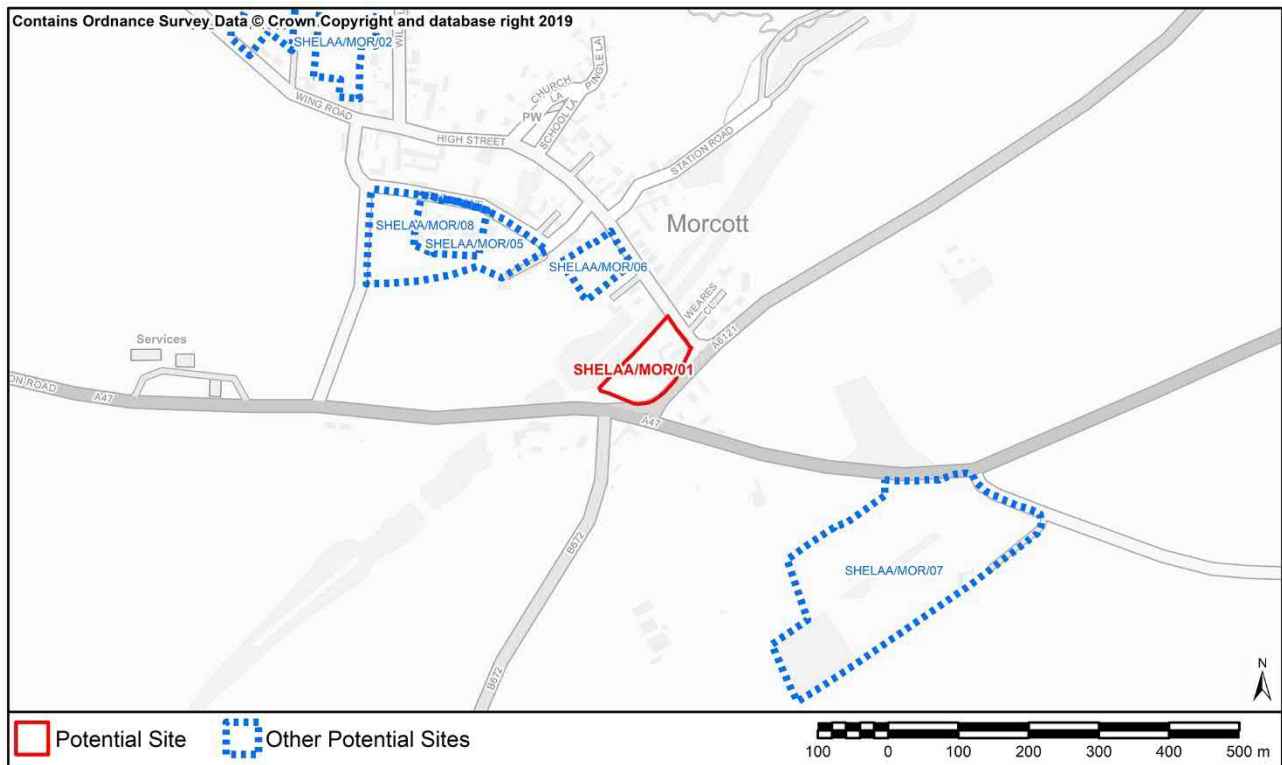 Contains Ordnance Survey Data © Crown Copyright and database right 2019
SHELAA/MOR/02
WING ROAD
HIGH STREET
CHURCH
LA
PW
SCHOOL LA
PINGLE LA
STATION ROAD
SHELAA/MOR/08
SHELAA/MOR/05
SHELAA/MOR/06
Morcott
WEARES
CL
A6121
Services
SHELAA/MOR/01
ON ROAD
A47
A47
B672
SHELAA/MOR/07
B672
N
Potential Site
Other Potential Sites
100 0 100 200 300 400 500 m